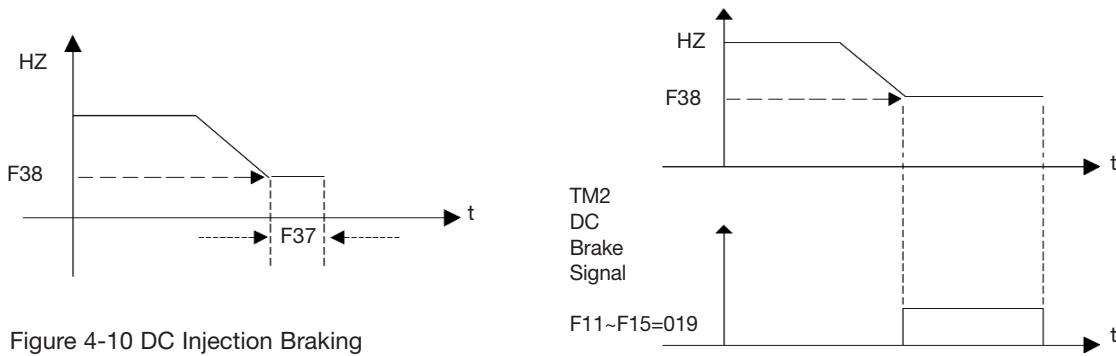 HZ
F38
t
F37
Figure 4-10 DC Injection Braking
HZ
F38
t
TM2
DC
Brake
Signal
F11~F15=019
t